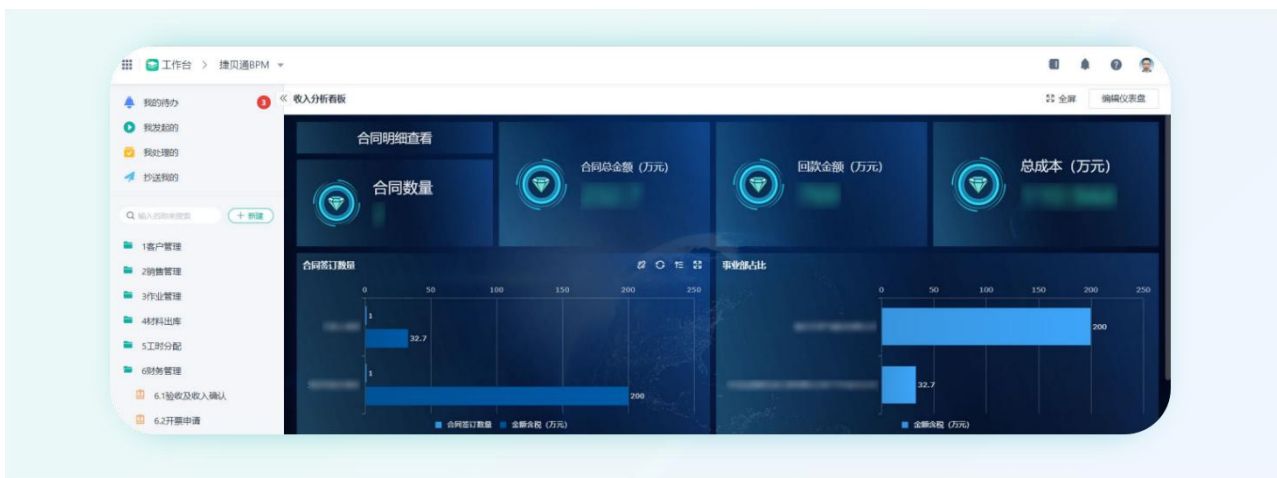 工作台 > 捷贝通BPM
我的待办 3
我发起的
我处理的
抄送我的
+ 新建
1客户管理
2销售管理
3作业管理
4材料出库
5工时分配
6财务管理
6.1验收及收入确认
6.2开票申请
收入分析看板
全屏 编辑仪表盘
合同明细查看
合同数量
合同总金额 (万元)
回款金额 (万元)
总成本 (万元)
合同签订数量
0 50 100 150 200 250
1
32.7
1
200
合同签订数量 金额含税 (万元)
事业部占比
0 50 100 150 200 250
200
32.7
金额含税 (万元)